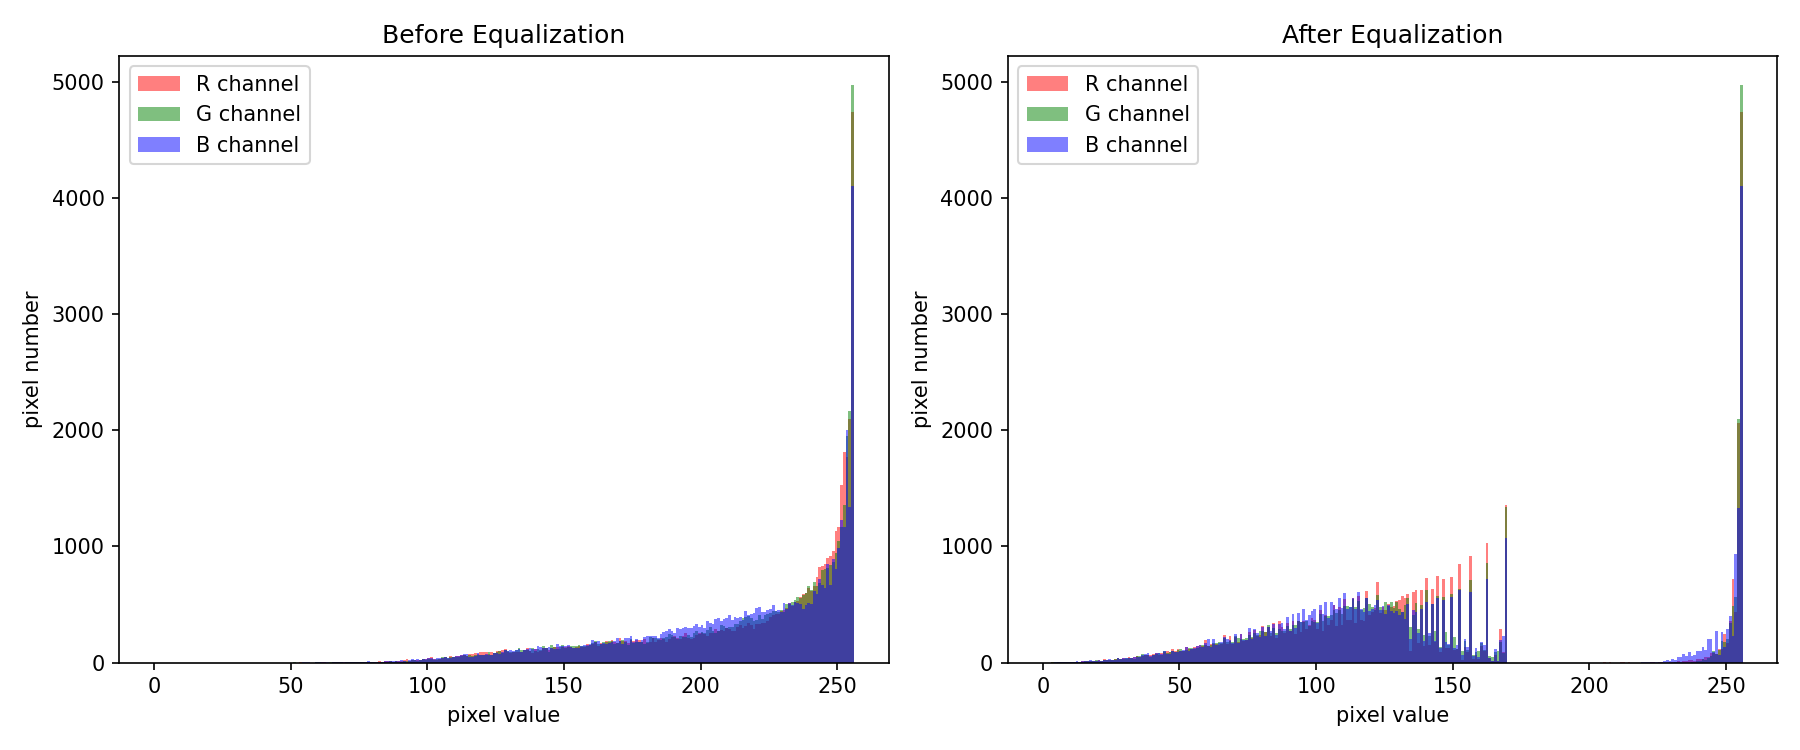 Before Equalization
R channel
G channel
B channel
5000
4000
3000
2000
1000
0
pixel number
0 50 100 150 200 250
pixel value
After Equalization
R channel
G channel
B channel
5000
4000
3000
2000
1000
0
pixel number
0 50 100 150 200 250
pixel value